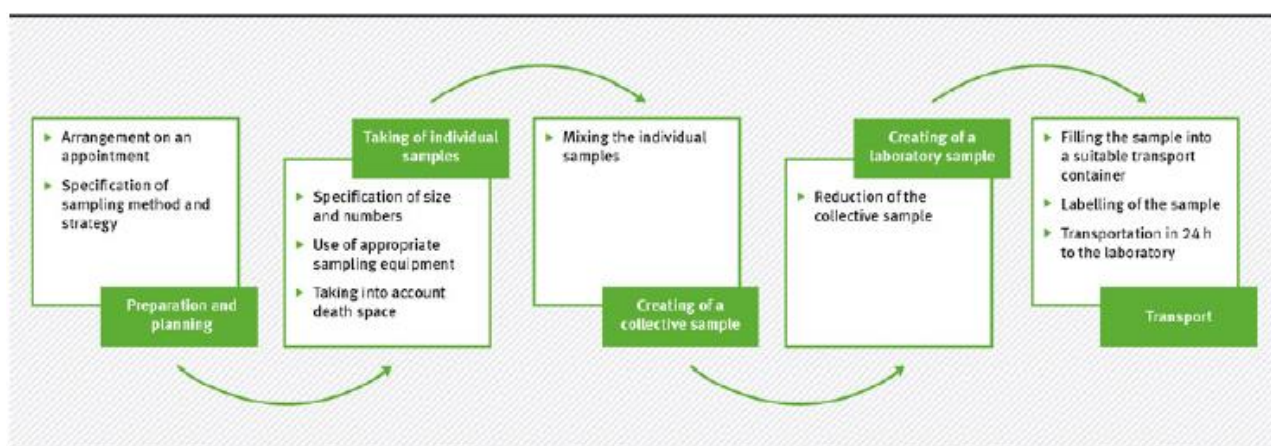 Arrangement on an
appointment
Specification of
sampling method and
strategy
Preparation and
planning
Taking of individual
samples
Specification of size
and numbers
Use of appropriate
sampling equipment
Taking into account
death space
Mixing the individual
samples
Creating of a
collective sample
Creating of a
laboratory sample
Reduction of the
collective sample
Filling the sample into
a suitable transport
container
Labelling of the sample
Transportation in 24 h
to the laboratory
Transport